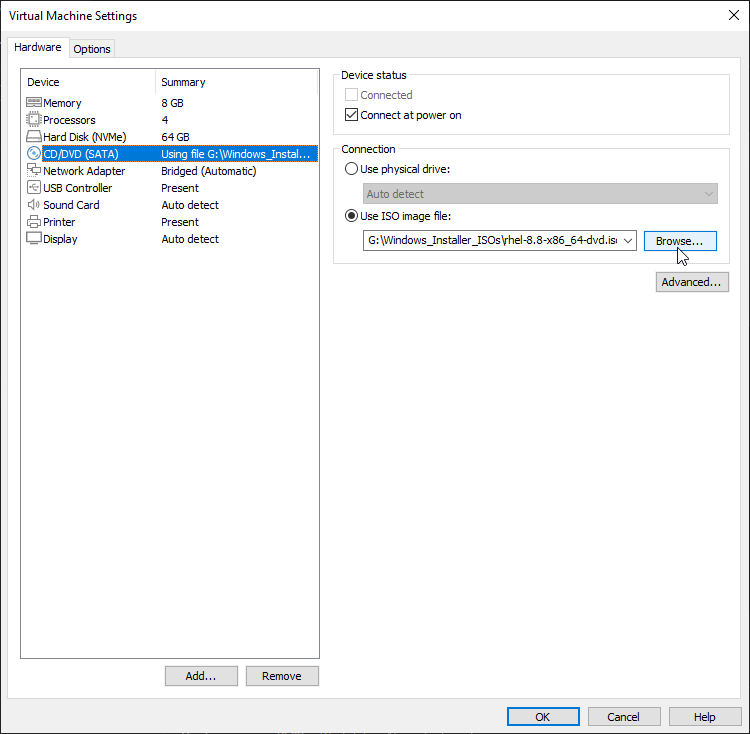 Virtual Machine Settings
Hardware
Options
Device Summary
Memory 8 GB
Processors 4
Hard Disk (NVMe) 64 GB
CD/DVD (SATA) Using file G:\Windows_Instal...
Network Adapter Bridged (Automatic)
USB Controller Present
Sound Card Auto detect
Printer Present
Display Auto detect
Add...
Remove
Device status
Connected
Connect at power on
Connection
Use physical drive:
Auto detect
Use ISO image file:
G:\Windows_Installer_ISOs\rhel-8.8-x86_64-dvd.iso
Browse...
Advanced...
OK
Cancel
Help